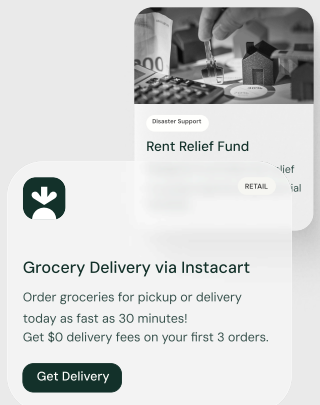 Disaster Support
Rent Relief Fund
RETAIL
Grocery Delivery via Instacart
Order groceries for pickup or delivery
today as fast as 30 minutes!
Get $0 delivery fees on your first 3 orders.
Get Delivery